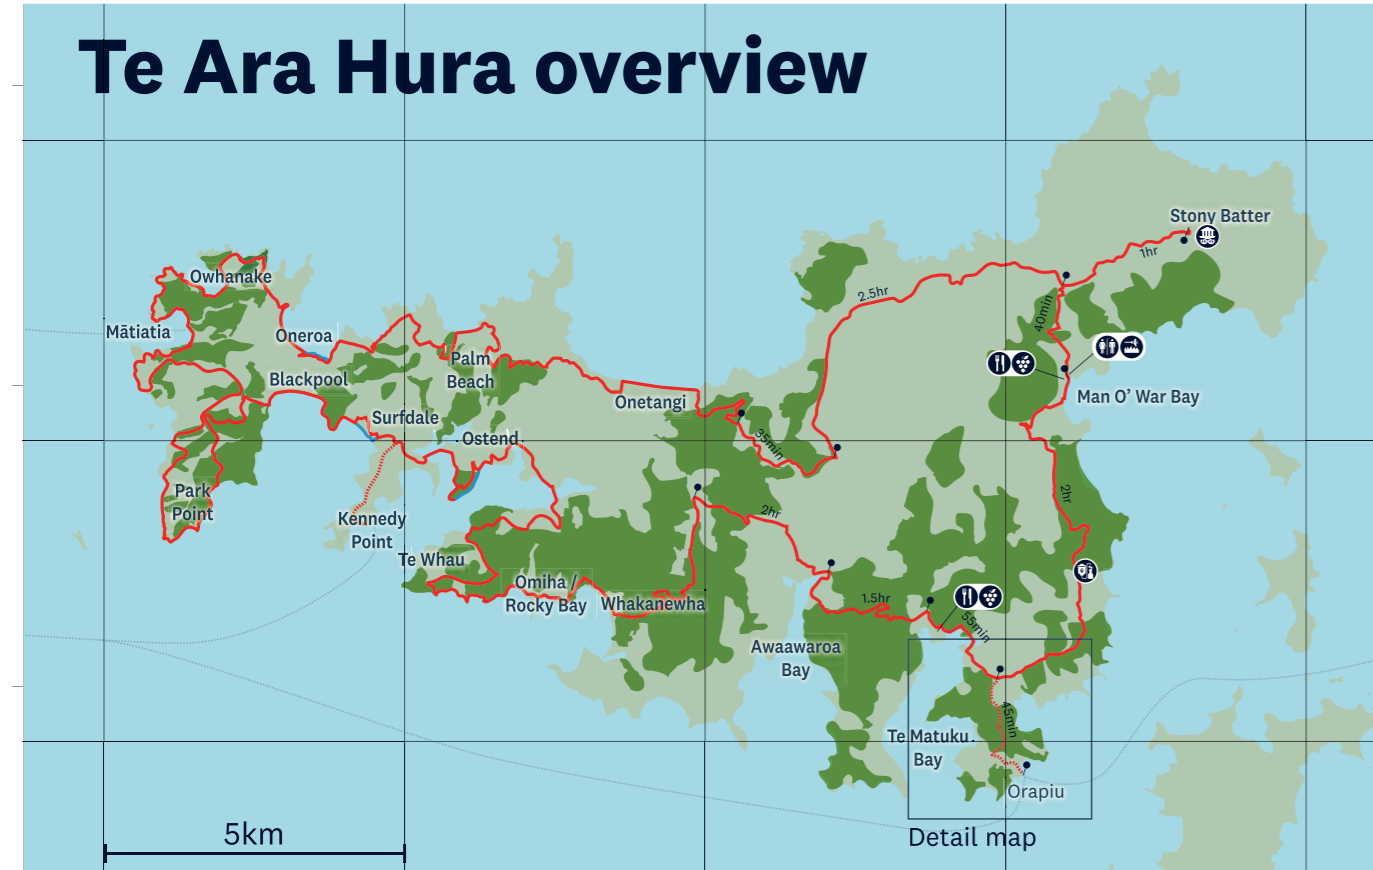 Te Ara Hura overview
Stony Batter
1hr
Owhanake
2.5hr
40min
Mātiatia
Oneroa
Palm
Beach
Blackpool
Man O’ War Bay
Onetangi
Surfdale
Ostend
35min
Park
Point
2hr
2hr
Kennedy
Point
Te Whau
Omiha /
Rocky Bay
Whakanewha
1.5hr
55min
Awaawaroa
Bay
45min
Te Matuku
Bay
Orapiu
5km
Detail map